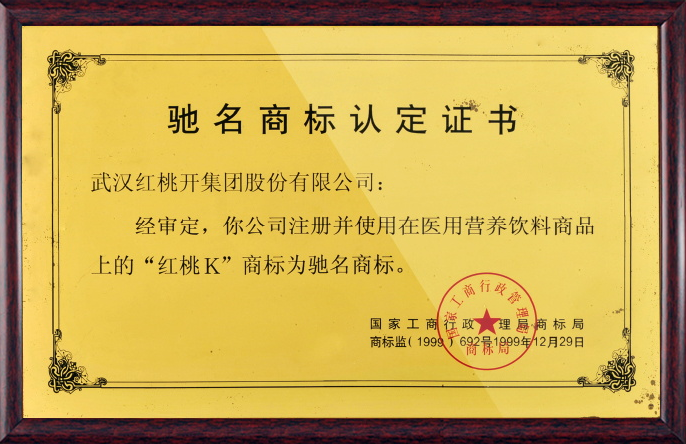 驰名商标认定证书
武汉红桃开集团股份有限公司：
经审定，你公司注册并使用在医用营养饮料商品
上的“红桃K”商标为驰名商标。
国家工商行政管理局商标局
商标监（1999）692号1999年12月29日
国家工商行政管理局
商标局